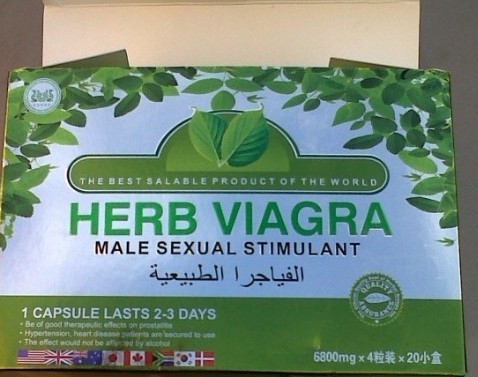 THE BEST SALABLE PRODUCT OF THE WORLD
HERB VIAGRA
MALE SEXUAL STIMULANT
الفياجرا الطبيعية
1 CAPSULE LASTS 2-3 DAYS
• Be of good therapeutic effects on prostatitis
• Hypertension, heart disease patients are secured to use
• The effect would not be affected by alcohol
6800mg × 4粒装 × 20小盒
QUALITY